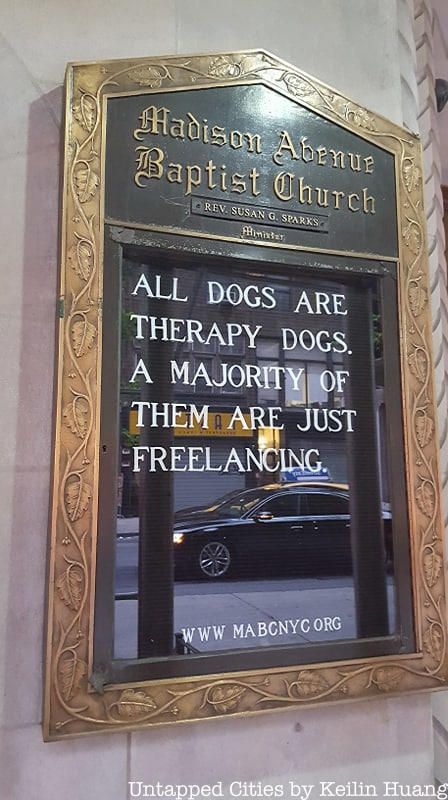 Madison Avenue
Baptist Church
REV. SUSAN G. SPARKS
Minister
ALL DOGS ARE
THERAPY DOGS.
A MAJORITY OF
THEM ARE JUST
FREELANCING.
WWW MABCNYC ORG
Untapped Cities by Keilin Huang